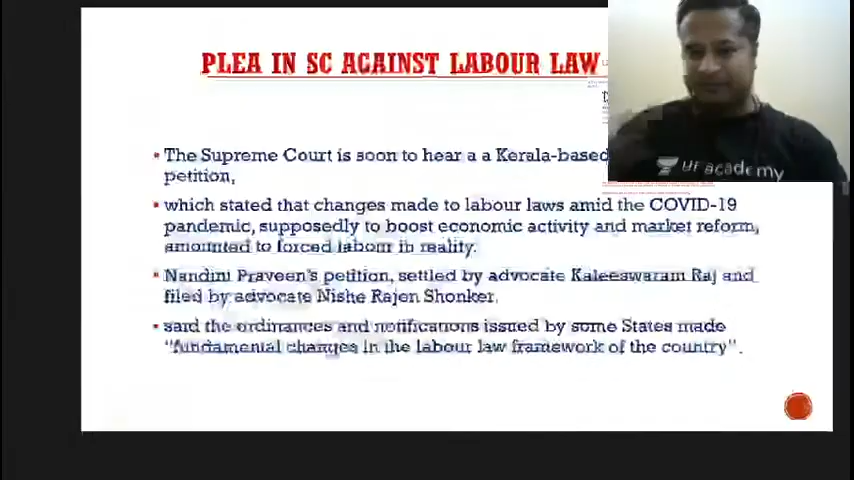 PLEA IN SC AGAINST LABOUR LAW
The Supreme Court is soon to hear a a Kerala-based
petition,
which stated that changes made to labour laws amid the COVID-19
pandemic, supposedly to boost economic activity and market reform,
amounted to forced labour in reality.
Nandini Praveen's petition, settled by advocate Kaleeswaram Raj and
filed by advocate Nishe Rajen Shonker,
said the ordinances and notifications issued by some States made
"fundamental changes in the labour law framework of the country".
academy